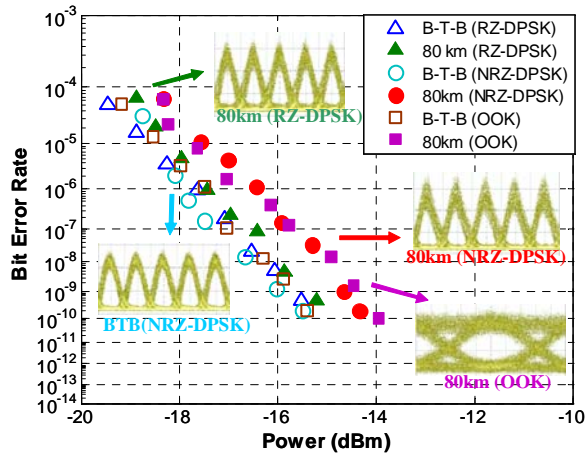 B-T-B (RZ-DPSK)
80 km (RZ-DPSK)
B-T-B (NRZ-DPSK)
80km (NRZ-DPSK)
B-T-B (OOK)
80km (OOK)
80km (RZ-DPSK)
80km (NRZ-DPSK)
BTB(NRZ-DPSK)
80km (OOK)
Bit Error Rate
10-3
10-4
10-5
10-6
10-7
10-8
10-9
10-10
10-11
10-12
10-13
10-14
-20
-18
-16
-14
-12
-10
Power (dBm)